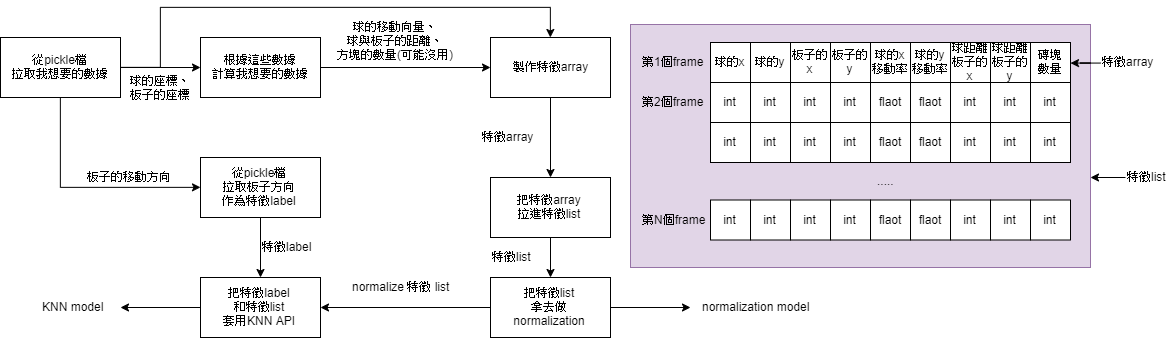 從pickle檔
拉取我想要的數據
球的座標、
板子的座標
根據這些數據
計算我想要的數據
球的移動向量、
球與板子的距離、
方塊的數量(可能沒用)
製作特徵array
特徵array
板子的移動方向
從pickle檔
拉取板子方向
作為特徵label
把特徵array
拉進特徵list
特徵label
特徵list
KNN model
把特徵label
和特徵list
套用KNN API
normalize 特徵 list
把特徵list
拿去做
normalization
normalization model
第1個frame
球的x
球的y
板子的
x
板子的
y
球的x
移動率
球的y
移動率
球距離
板子的
x
球距離
板子的
y
磚塊
數量
特徵array
第2個frame
int int int int flaot flaot int int int
int int int int flaot flaot int int int
特徵list
.....
第N個frame
int int int int flaot flaot int int int